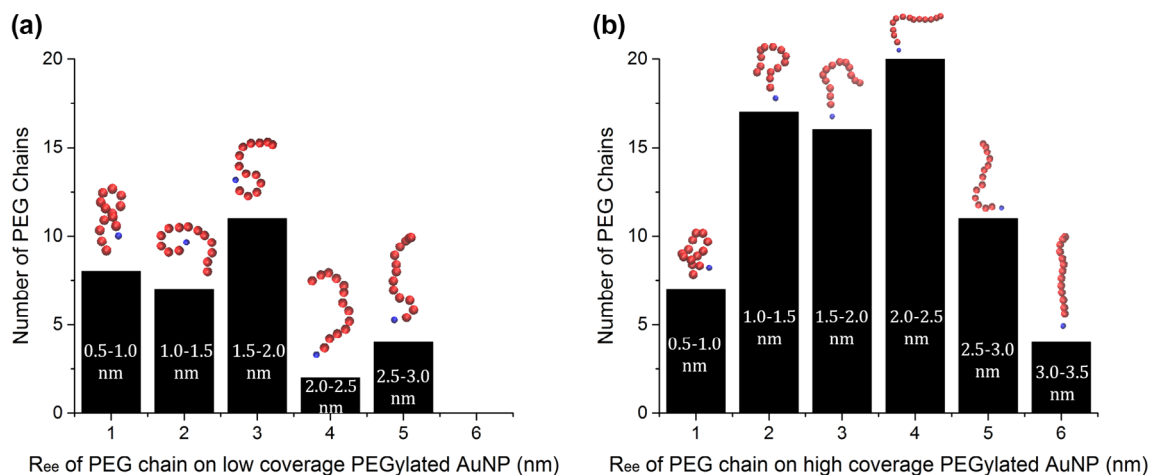 (a)
Number of PEG Chains
20
15
10
5
0
0.5-1.0
nm
1.0-1.5
nm
1.5-2.0
nm
2.0-2.5
nm
2.5-3.0
nm
1 2 3 4 5 6
Ree of PEG chain on low coverage PEGylated AuNP (nm)
(b)
Number of PEG Chains
20
15
10
5
0
0.5-1.0
nm
1.0-1.5
nm
1.5-2.0
nm
2.0-2.5
nm
2.5-3.0
nm
3.0-3.5
nm
1 2 3 4 5 6
Ree of PEG chain on high coverage PEGylated AuNP (nm)